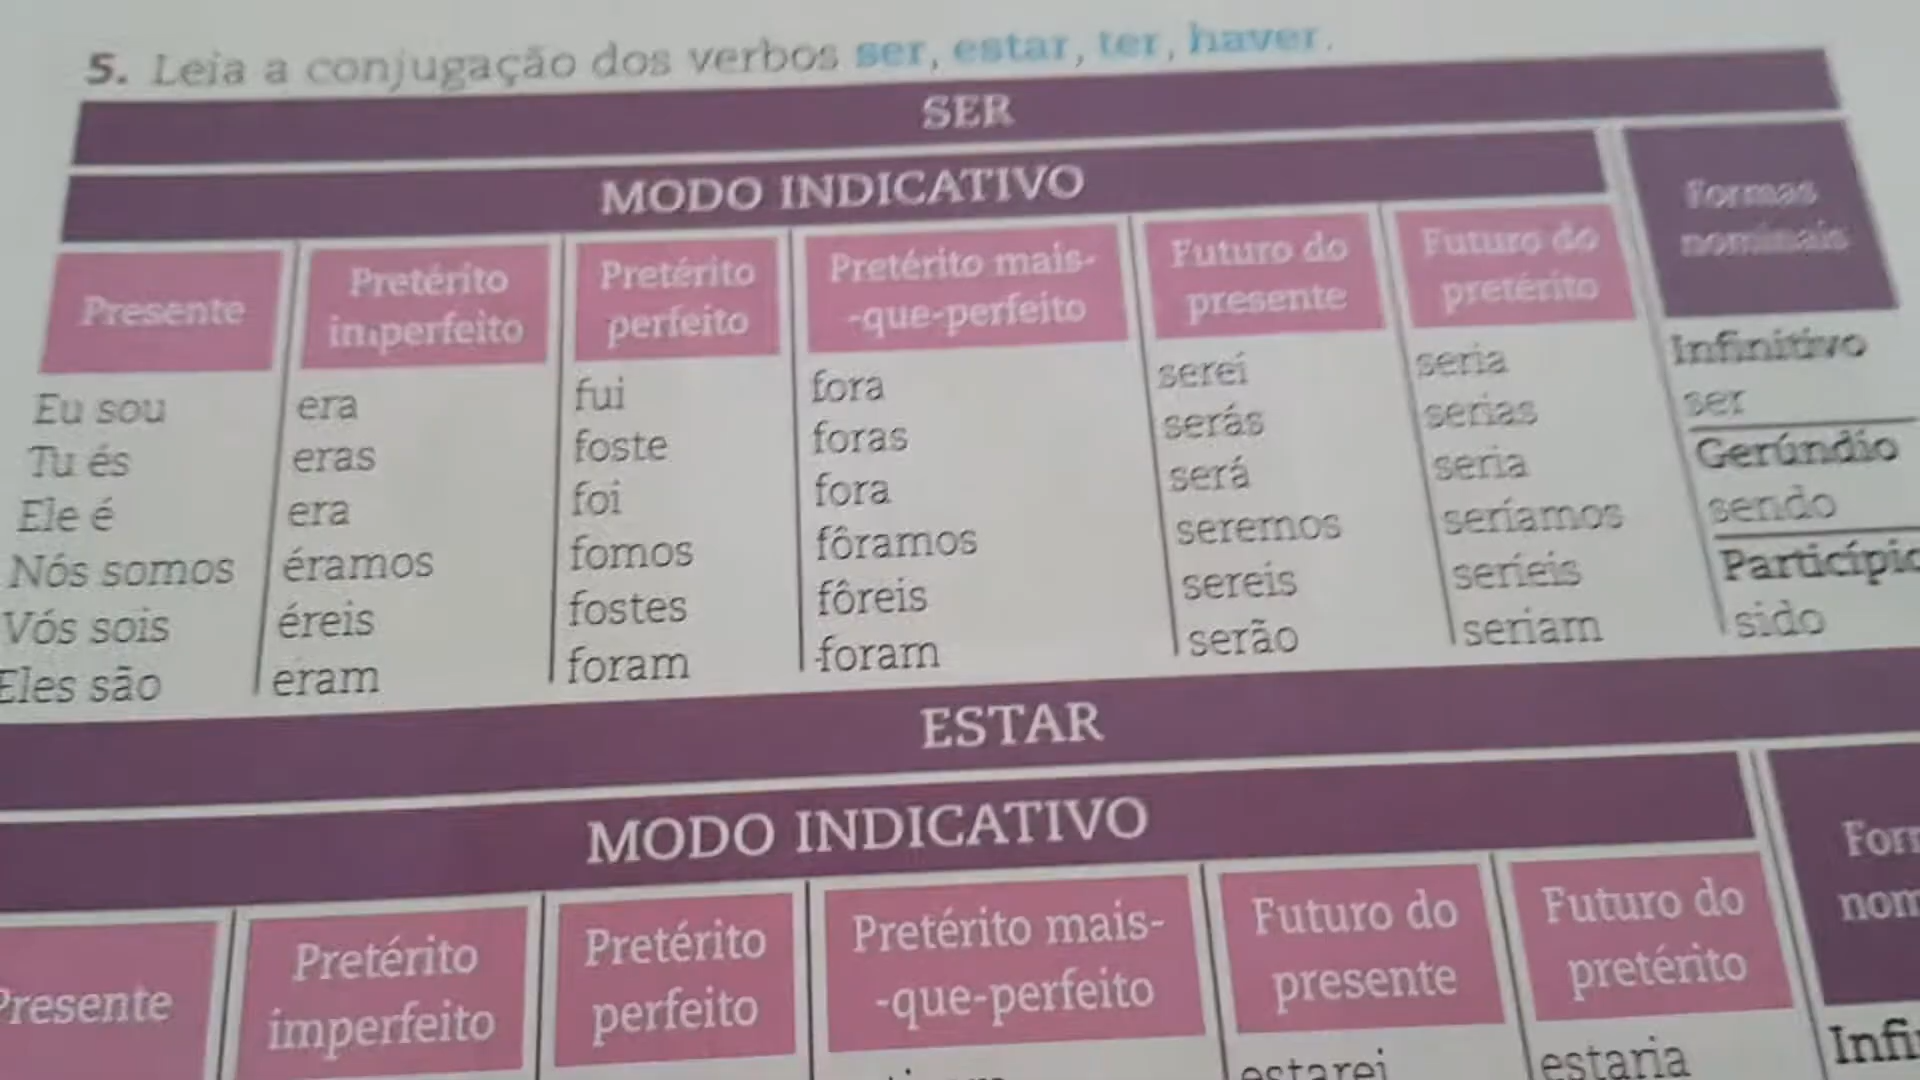 5. Leia a conjugação dos verbos ser, estar, ter, haver.
SER
MODO INDICATIVO
Formas
nominais
Presente
Pretérito
imperfeito
Pretérito
perfeito
Pretérito mais-
-que-perfeito
Futuro do
presente
Futuro do
pretérito
Eu sou
Tu és
Ele é
Nós somos
Vós sois
Eles são
era
eras
era
éramos
éreis
eram
fui
foste
foi
fomos
fostes
foram
fora
foras
fora
fôramos
fôreis
foram
serei
serás
será
seremos
sereis
serão
seria
serias
seria
seríamos
seríeis
seriam
Infinitivo
ser
Gerúndio
sendo
Particípio
sido
ESTAR
MODO INDICATIVO
Presente
Pretérito
imperfeito
Pretérito
perfeito
Pretérito mais-
-que-perfeito
Futuro do
presente
Futuro do
pretérito
estarei
estaria